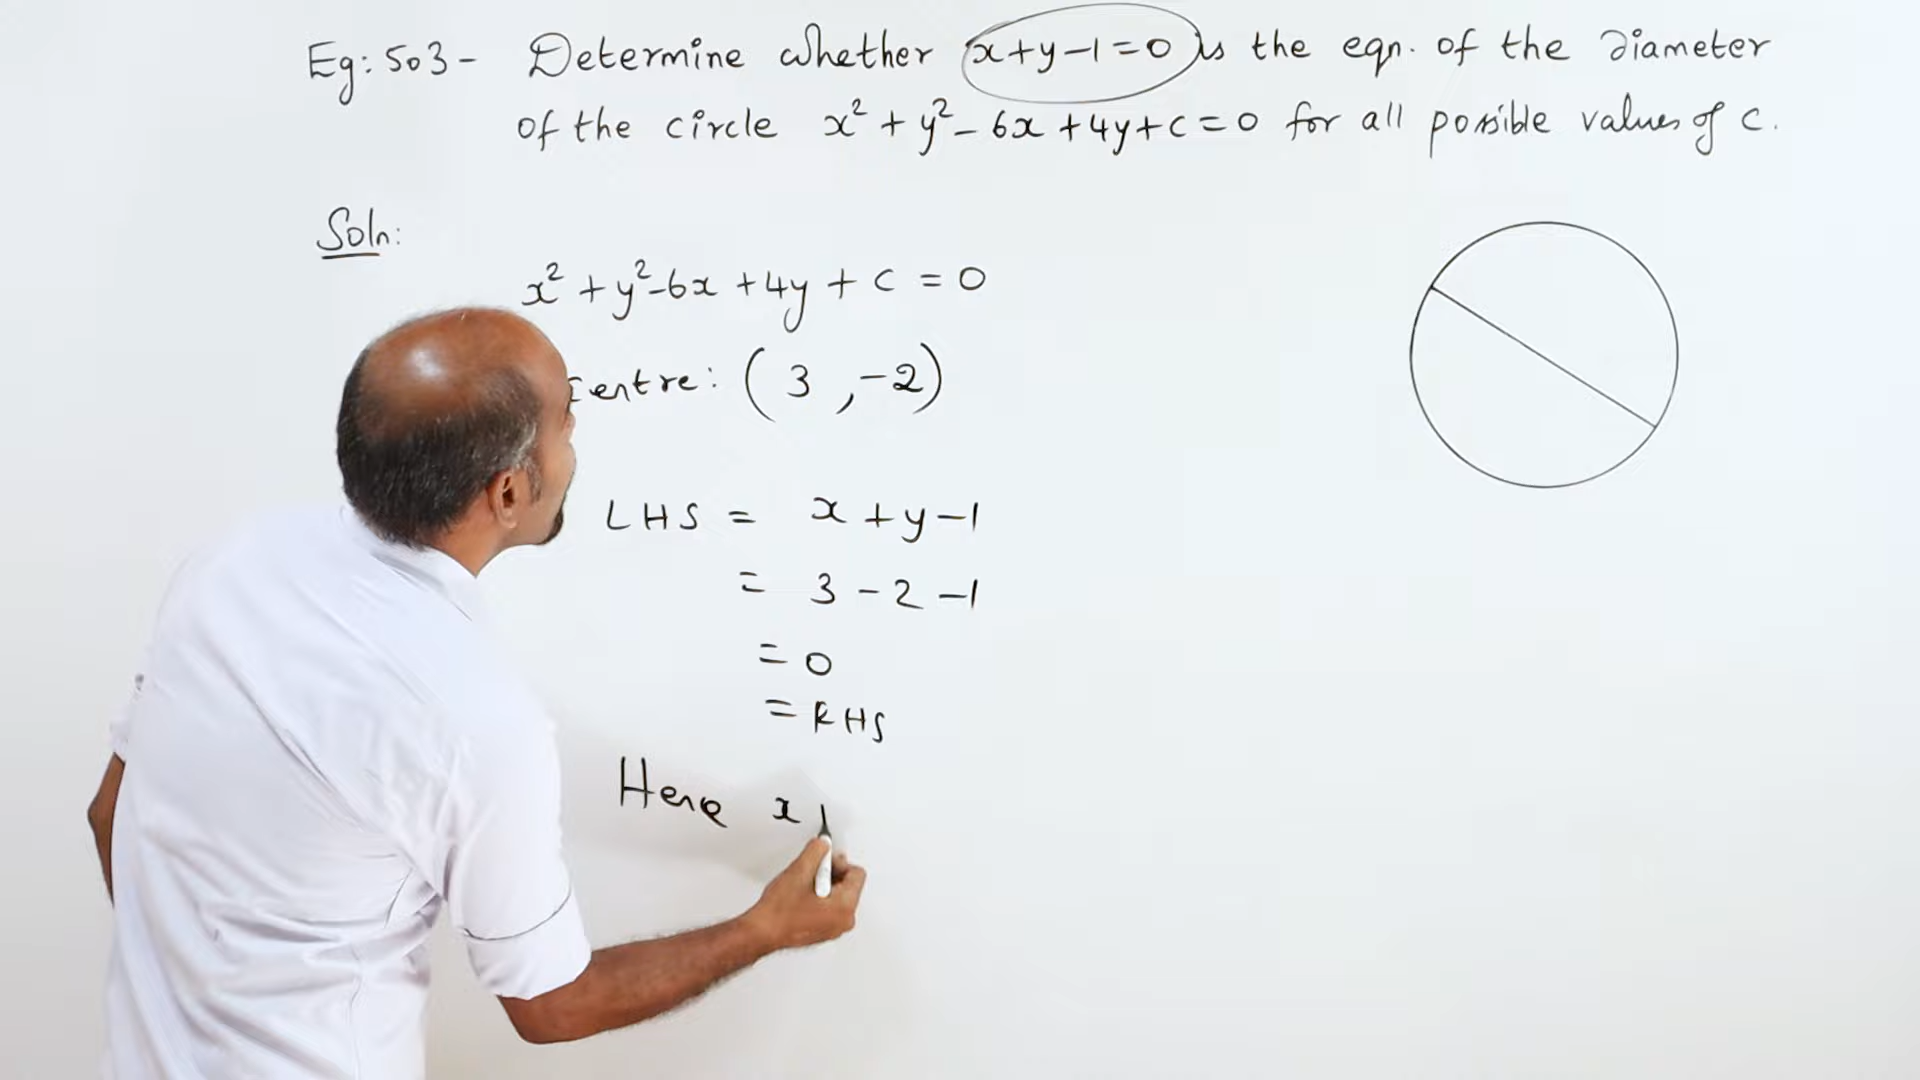 Eg: 503 - Determine whether x+y-1=0 is the eqn. of the diameter
of the circle x²+y²-6x+4y+c=0 for all possible values of c.
Soln:
x²+y²-6x+4y+c=0
centre: (3,-2)
LHS = x+y-1
= 3-2-1
= 0
= RHS
Here x